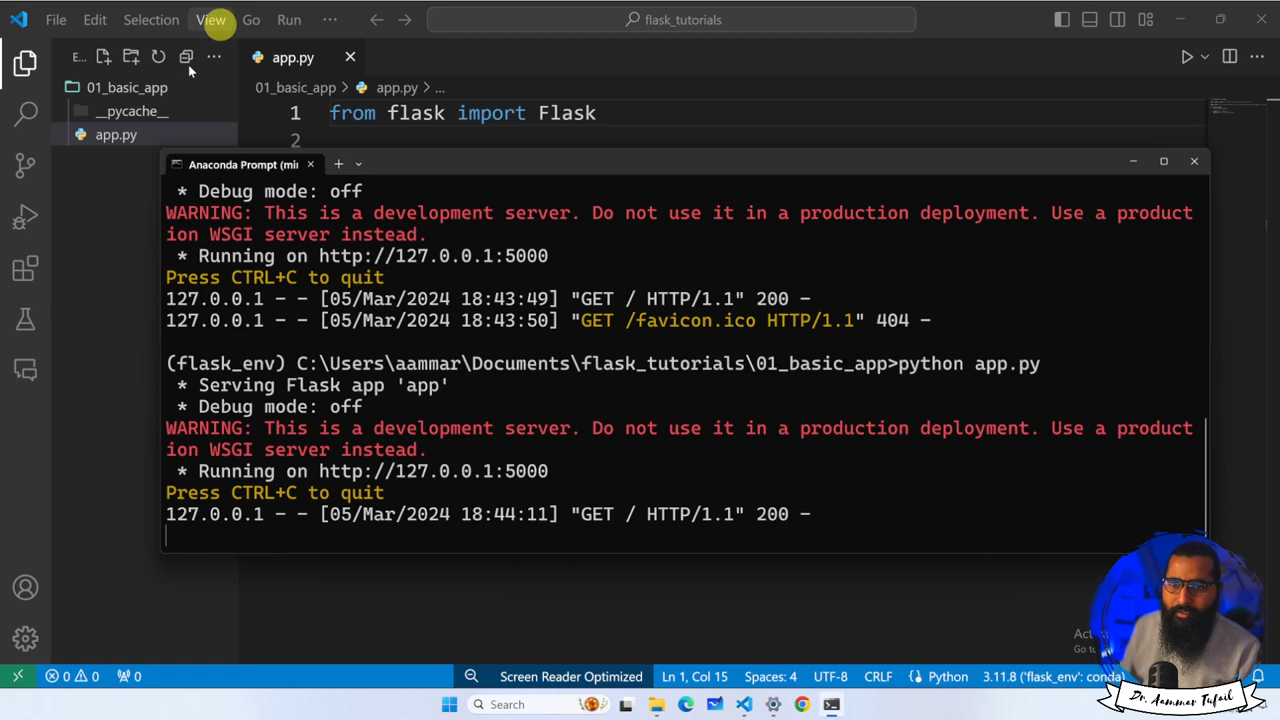 File Edit Selection View Go Run ··· flask_tutorials
E... app.py
01_basic_app 01_basic_app > app.py > ...
__pycache__ 1 from flask import Flask
app.py 2
Anaconda Prompt (mi
* Debug mode: off
WARNING: This is a development server. Do not use it in a production deployment. Use a product
ion WSGI server instead.
* Running on http://127.0.0.1:5000
Press CTRL+C to quit
127.0.0.1 - - [05/Mar/2024 18:43:49] "GET / HTTP/1.1" 200 -
127.0.0.1 - - [05/Mar/2024 18:43:50] "GET /favicon.ico HTTP/1.1" 404 -
(flask_env) C:\Users\aammar\Documents\flask_tutorials\01_basic_app>python app.py
* Serving Flask app 'app'
* Debug mode: off
WARNING: This is a development server. Do not use it in a production deployment. Use a product
ion WSGI server instead.
* Running on http://127.0.0.1:5000
Press CTRL+C to quit
127.0.0.1 - - [05/Mar/2024 18:44:11] "GET / HTTP/1.1" 200 -
Go to
0 0 0 Screen Reader Optimized Ln 1, Col 15 Spaces: 4 UTF-8 CRLF Python 3.11.8 ('flask_env': conda)
Search
Dr. Aammar Tufail